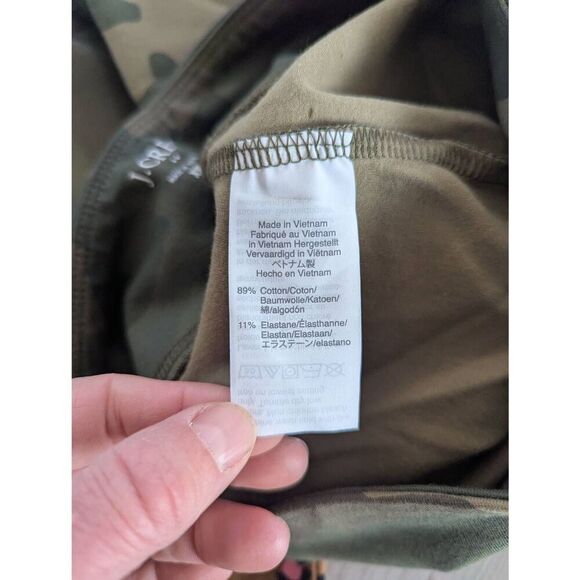 J.CRE
Made in Vietnam
Fabriqué au Vietnam
in Vietnam Hergestellt
Vervaardigd in Viêtnam
ベトナム製
Hecho en Vietnam
89% Cotton/Coton/
Baumwolle/Katoen/
綿/algodón
11% Elastane/Élasthanne/
Elastan/Elastaan/
エラステーン/elastano